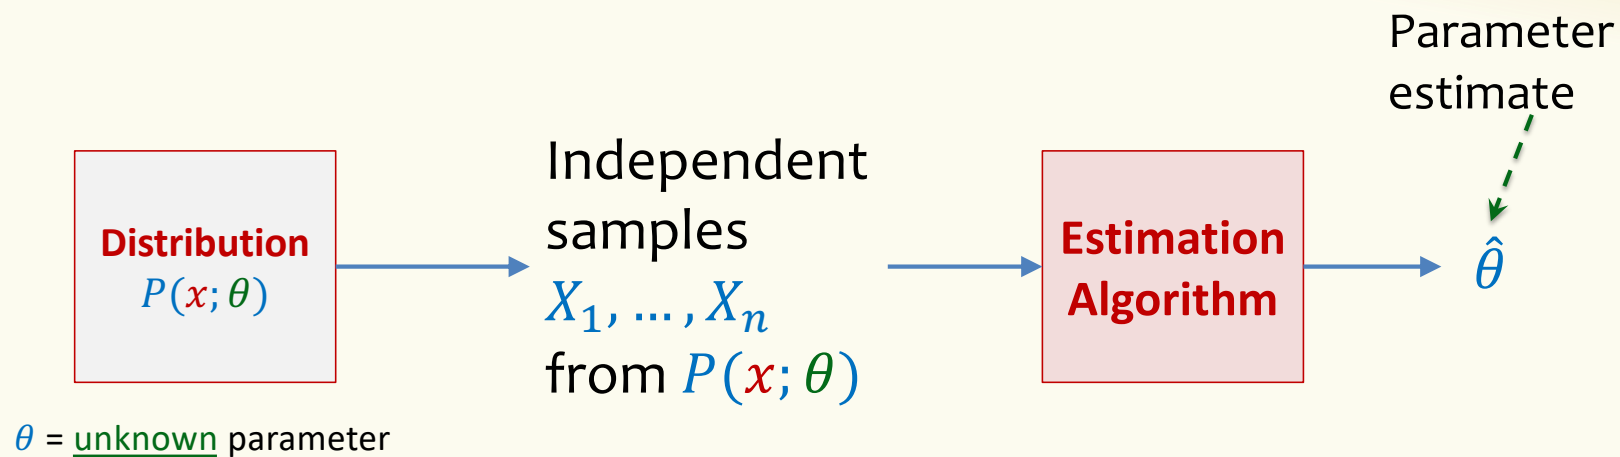 Parameter
estimate
Distribution
P(x; θ)
Independent
samples
X₁, … , Xₙ
from P(x; θ)
Estimation
Algorithm
θ̂
θ = unknown parameter